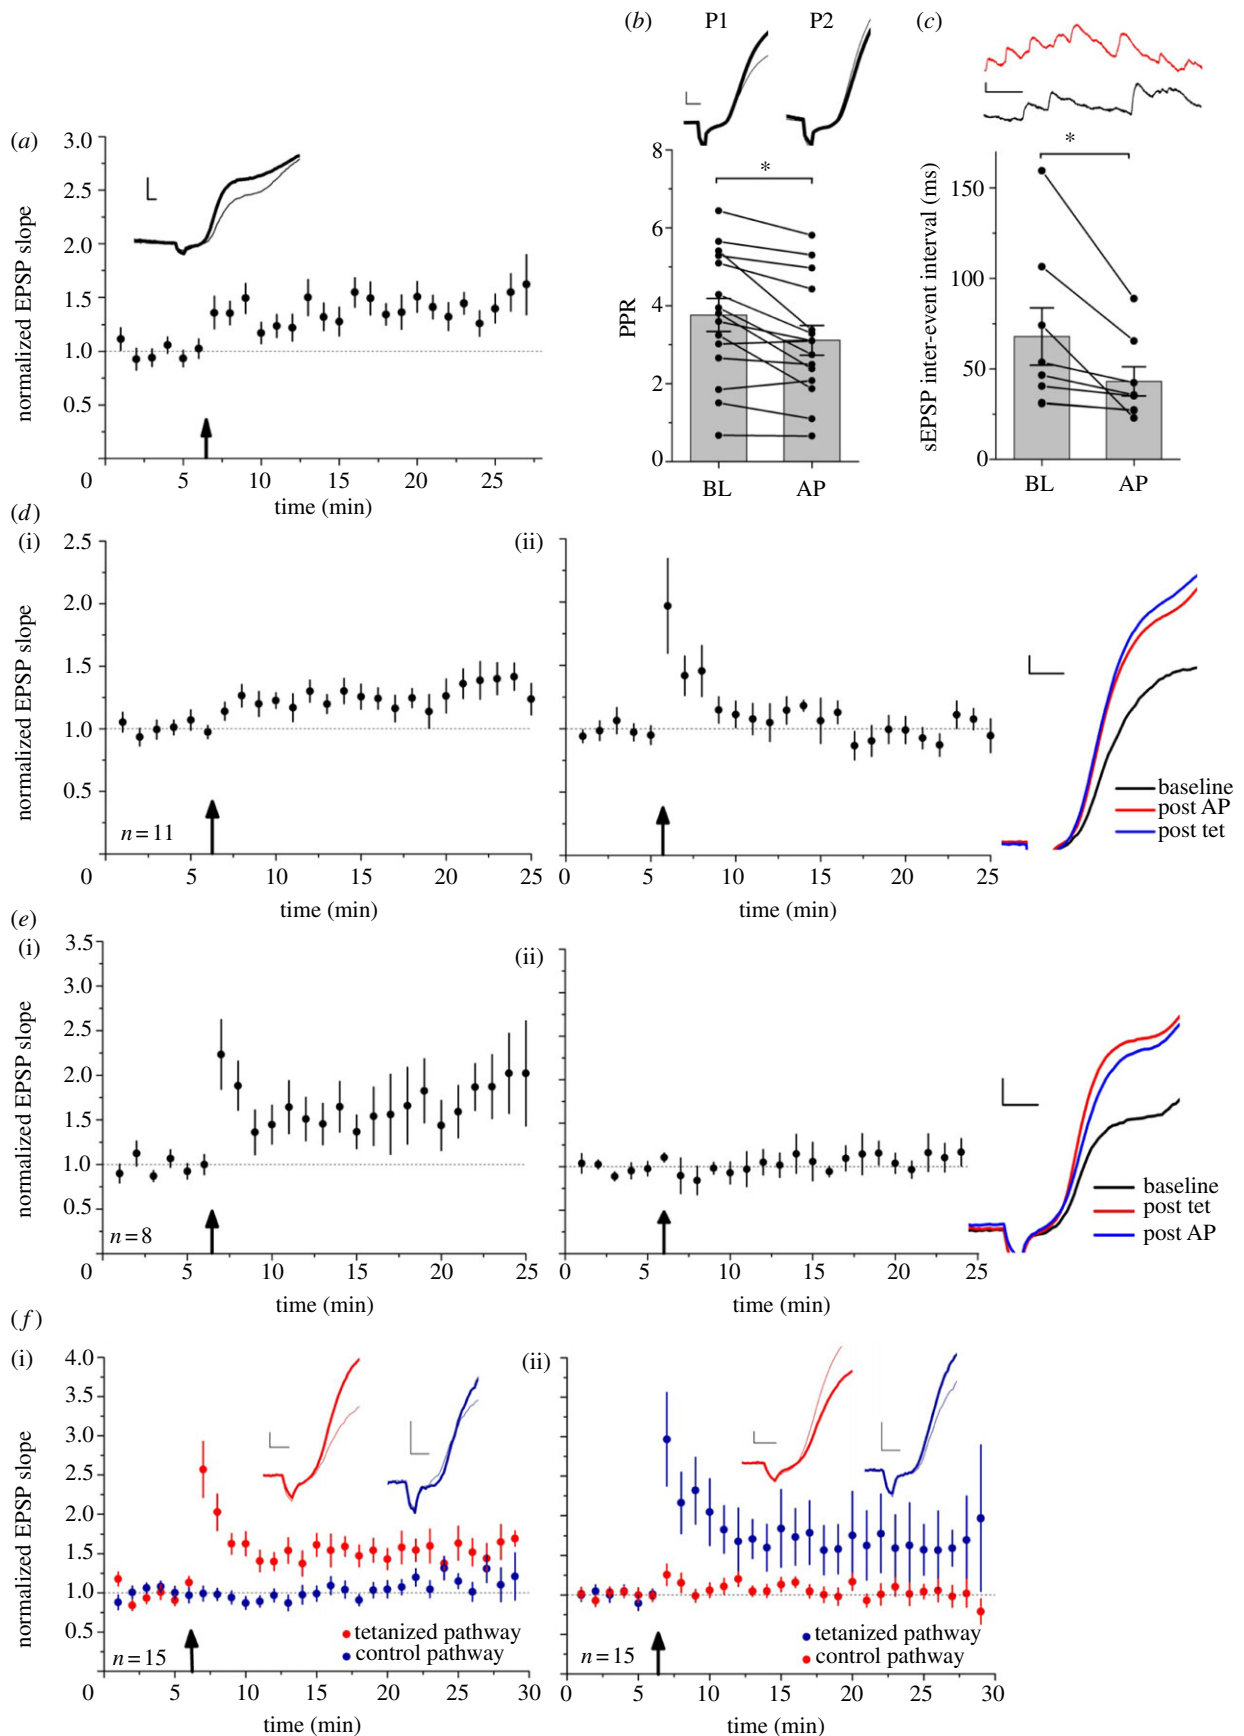 (a)
3.0
2.5
2.0
1.5
1.0
0.5
0
5
10
15
20
25
normalized EPSP slope
time (min)
(b)
P1
P2
8
6
4
2
0
PPR
*
BL
AP
(c)
150
100
50
0
sEPSP inter-event interval (ms)
*
BL
AP
(d)
(i)
2.5
2.0
1.5
1.0
0.5
0
5
10
15
20
25
normalized EPSP slope
n = 11
time (min)
(ii)
0
5
10
15
20
25
time (min)
baseline
post AP
post tet
(e)
(i)
3.5
3.0
2.5
2.0
1.5
1.0
0.5
0
5
10
15
20
25
normalized EPSP slope
n = 8
time (min)
(ii)
0
5
10
15
20
25
time (min)
baseline
post tet
post AP
(f)
(i)
4.0
3.5
3.0
2.5
2.0
1.5
1.0
0.5
0
5
10
15
20
25
30
normalized EPSP slope
tetanized pathway
control pathway
n = 15
time (min)
(ii)
0
5
10
15
20
25
30
tetanized pathway
control pathway
n = 15
time (min)